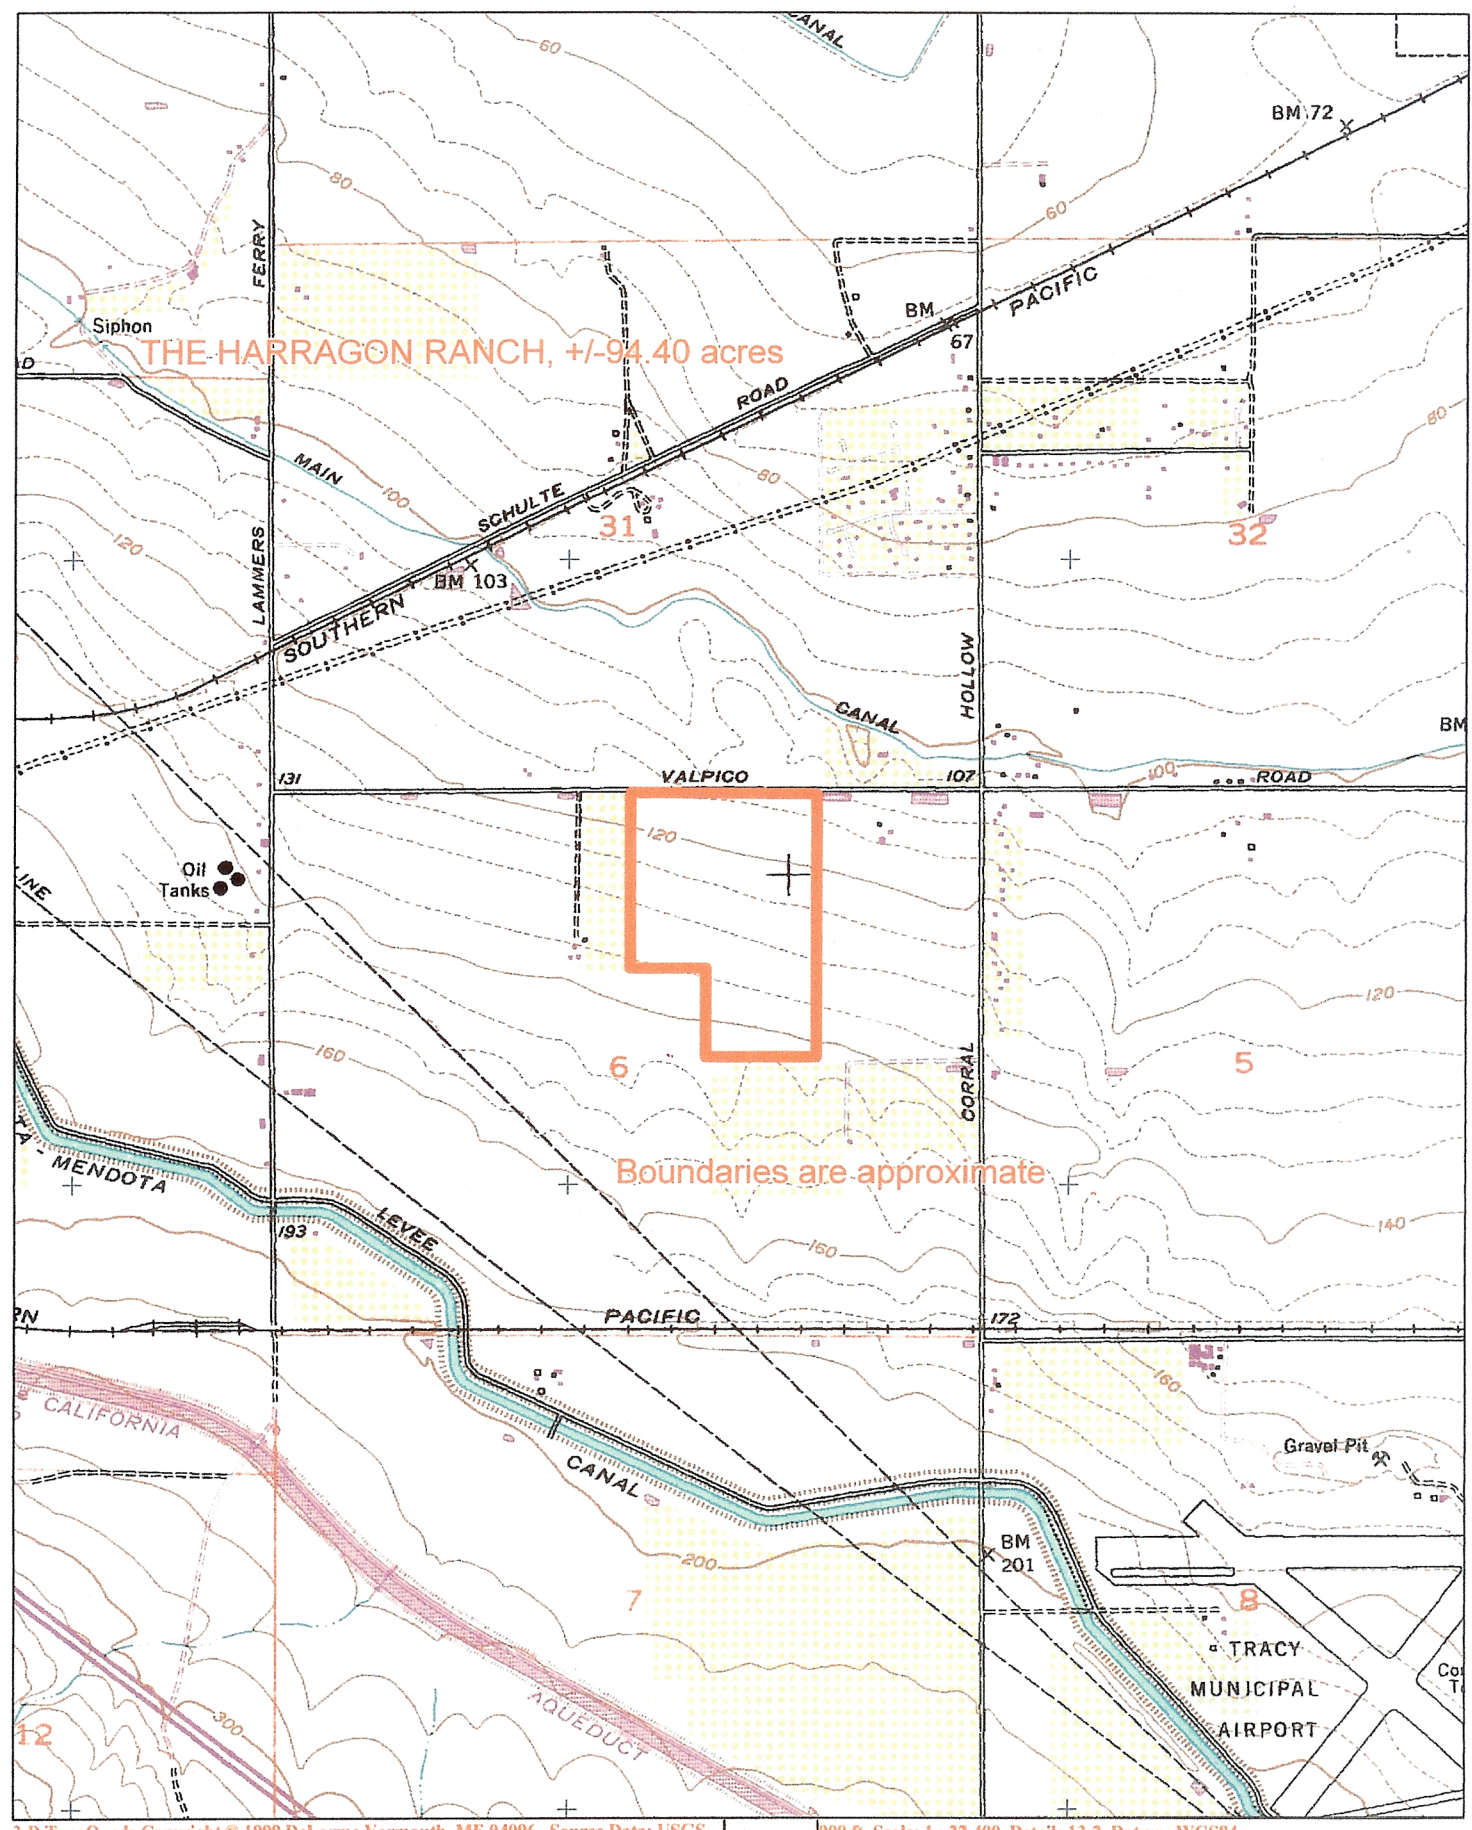 CANAL
60
BM 72
80
FERRY
60
PACIFIC
BM
67
Siphon
THE HARRAGON RANCH, +/-94.40 acres
ROAD
80
MAIN
100
80
SCHULTE
31
32
120
LAMMERS
BM 103
SOUTHERN
HOLLOW
CANAL
BM
131
VALPICO
107
100
ROAD
120
Oil
Tanks
120
160
6
5
CORRAL
MENDOTA
Boundaries are approximate
193
LEVEE
140
160
PACIFIC
172
160
CALIFORNIA
Gravel Pit
CANAL
200
BM
201
7
8
TRACY
MUNICIPAL
AIRPORT
AQUEDUCT
300
12